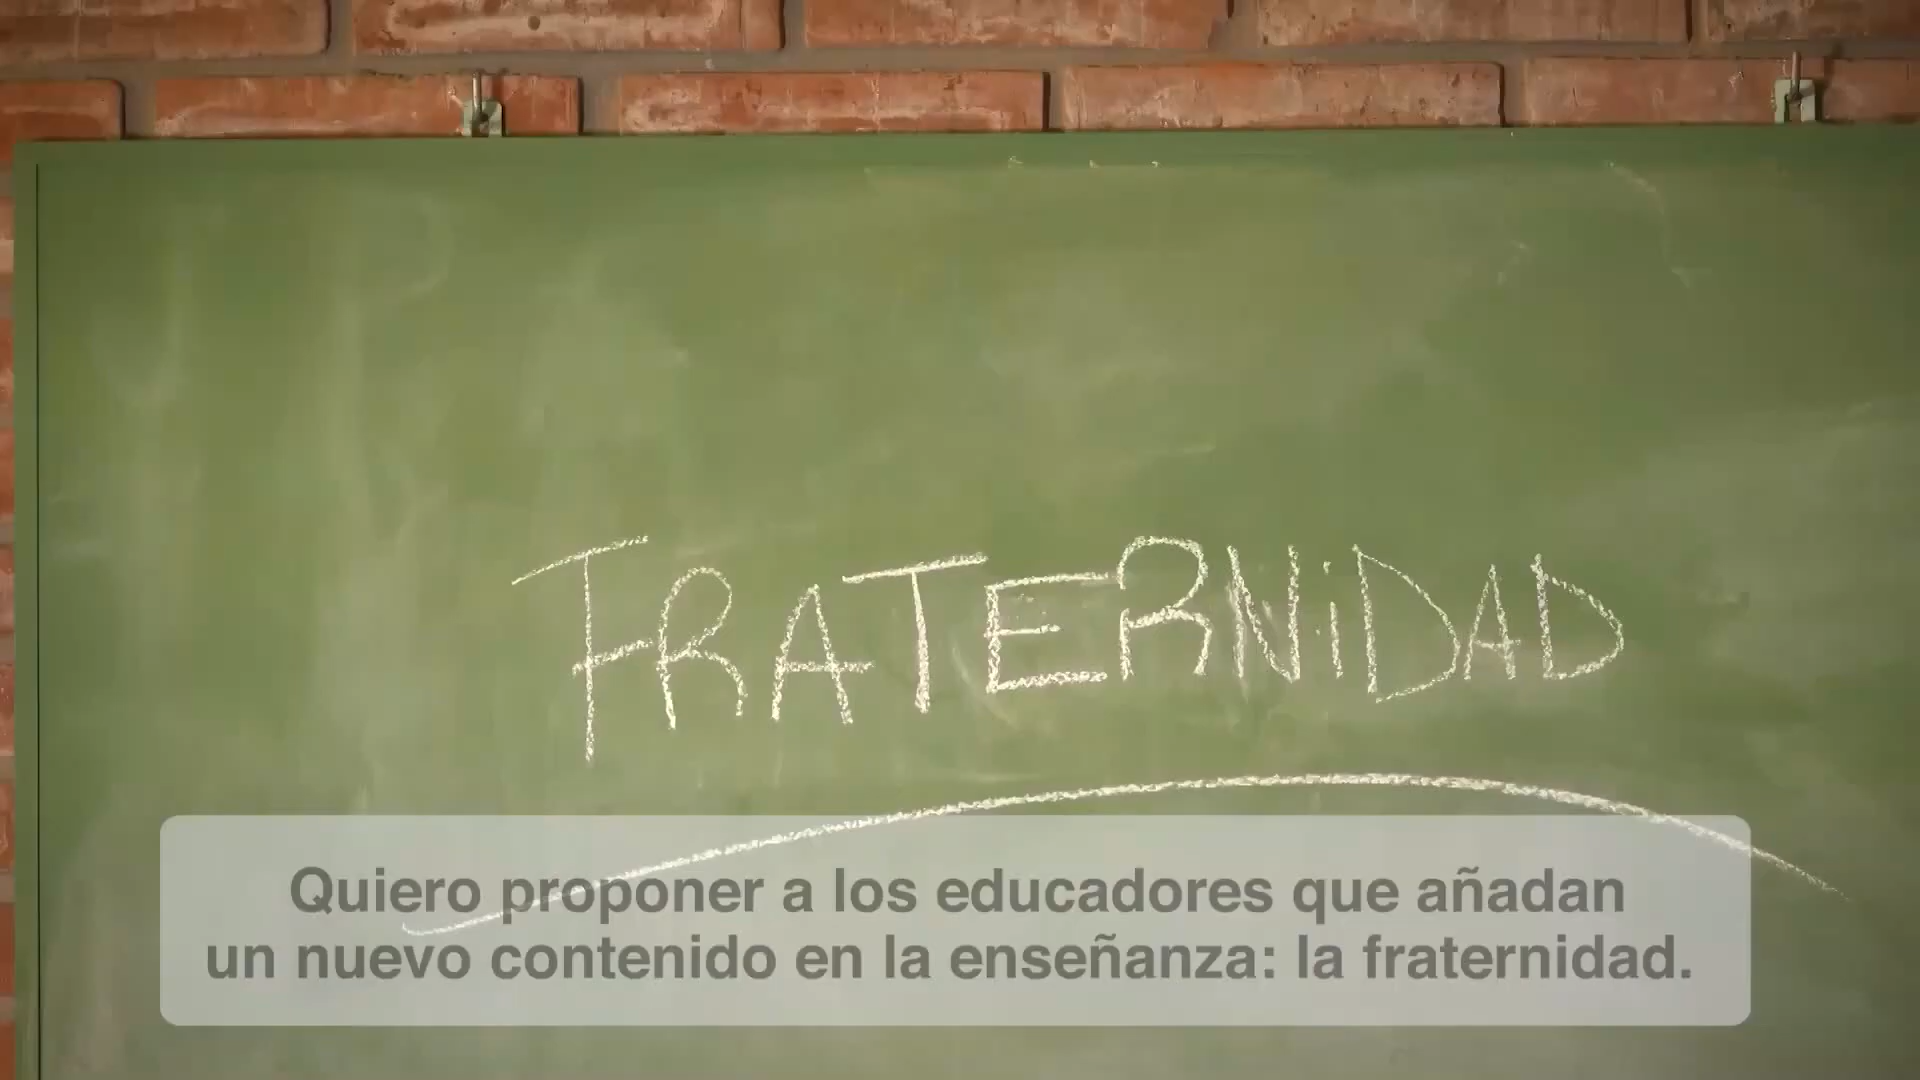 FRATERNiDAD
Quiero proponer a los educadores que añadan
un nuevo contenido en la enseñanza: la fraternidad.